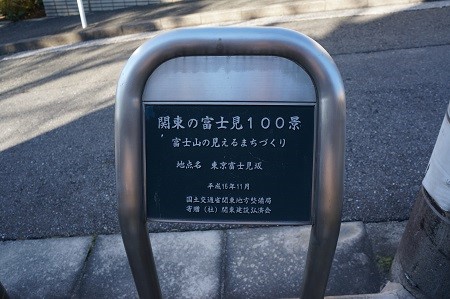 関東の富士見100景
富士山の見えるまちづくり
地点名 東京富士見坂
平成16年11月
国土交通省関東地方整備局
寄贈（社）関東建設弘済会